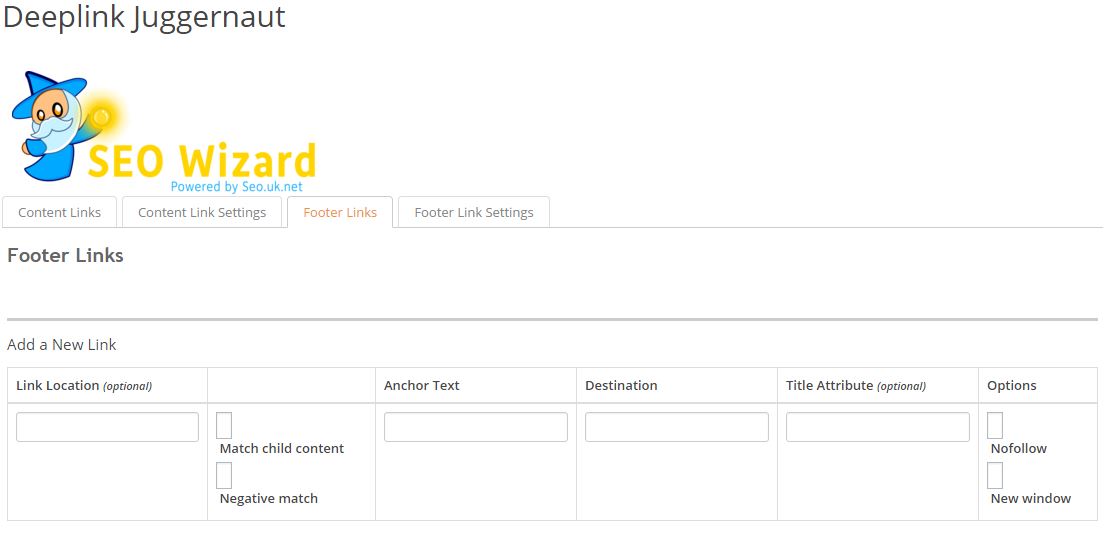 Deeplink Juggernaut
SEO Wizard
Powered by Seo.uk.net
Content Links Content Link Settings Footer Links Footer Link Settings
Footer Links
Add a New Link
Link Location (optional) Anchor Text Destination Title Attribute (optional) Options
Match child content Nofollow
Negative match New window